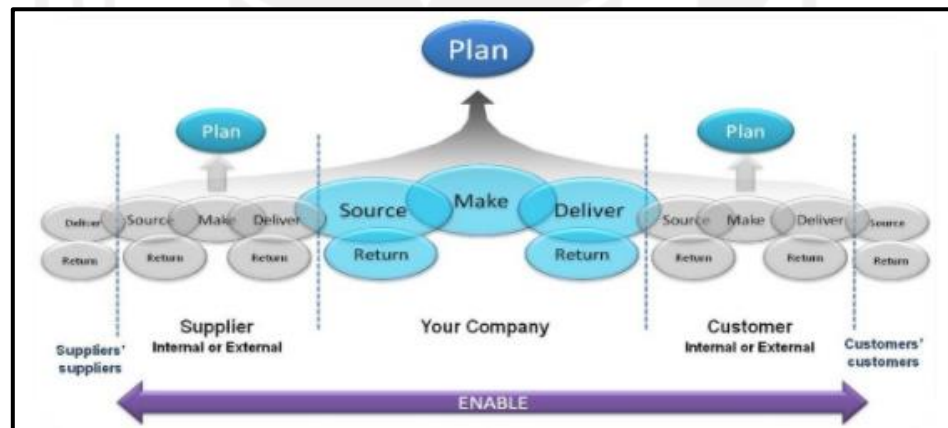 Plan
Plan
Plan
Deliver Source Make Deliver Source Make Deliver Source Make Deliver Source
Return Return Return Return Return Return Return Return
Supplier
Internal or External
Your Company
Customer
Internal or External
Suppliers'
suppliers
Customers'
customers
ENABLE